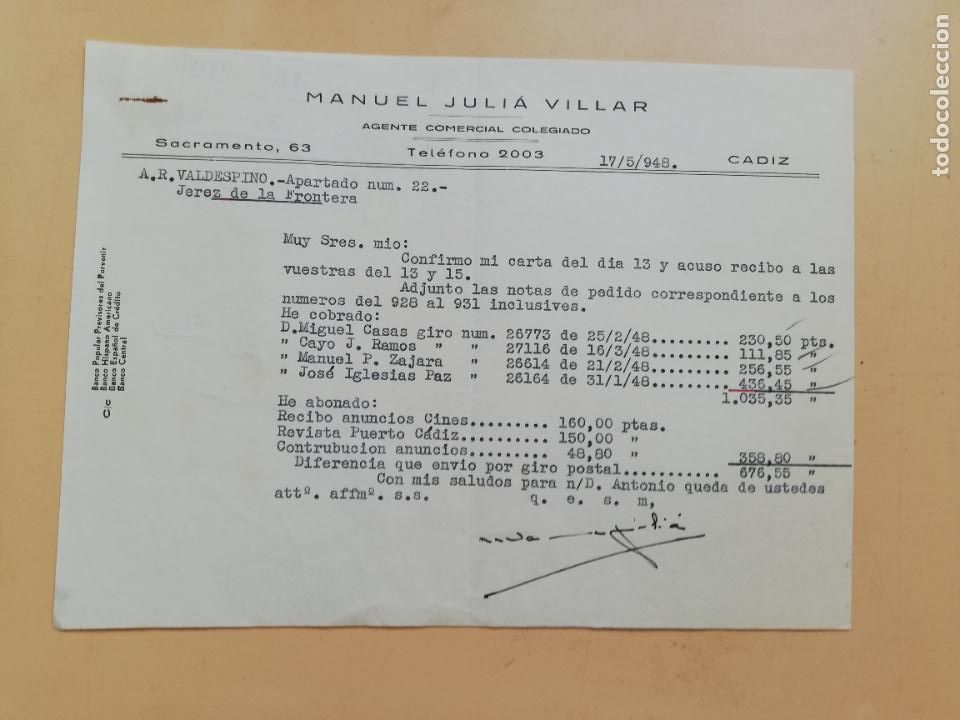 MANUEL JULIÁ VILLAR
AGENTE COMERCIAL COLEGIADO
Sacramento, 63 Teléfono 2003 17/5/948. CADIZ
A.R.VALDESPINO.-Apartado num. 22.-
Jerez de la Frontera
Muy Sres. mio:
Confirmo mi carta del dia 13 y acuso recibo a las
vuestras del 13 y 15.
Adjunto las notas de pedido correspondiente a los
numeros del 928 al 931 inclusives.
He cobrado:
D.Miguel Casas giro num. 26773 de 25/2/48......... 230,50 pts.
" Cayo J. Ramos " " 27116 de 16/3/48......... 111,85 "
" Manuel P. Zajara " 26614 de 21/2/48......... 256,55 "
" José Iglesias Paz " 26164 de 31/1/48......... 436,45 "
1.035,35 "
He abonado:
Recibo anuncios Cines......... 160,00 ptas.
Revista Puerto Cádiz.......... 150,00 "
Contrubucion anuncios......... 48,80 " 358,80 "
Diferencia que envio por giro postal.......... 676,55 "
Con mis saludos para n/D. Antonio queda de ustedes
attº. affmº. s.s. q. e. s. m,
C/c
Banco Popular Previsores del Porvenir
Banco Hispano Americano
Banco Español de Crédito
Banco Central
todocoleccion